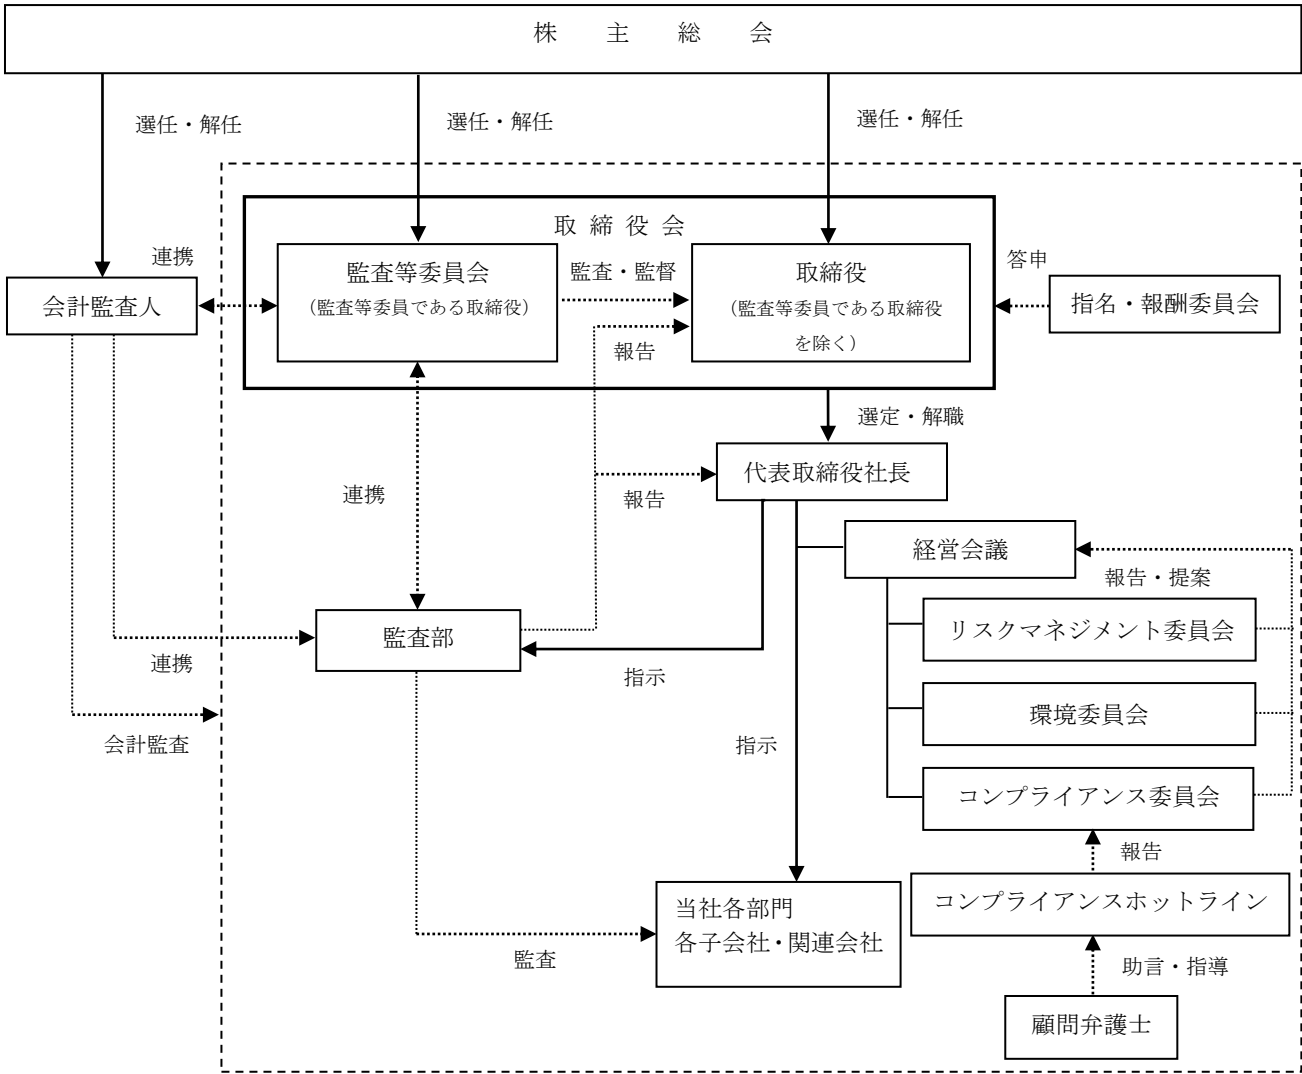 株　主　総　会
選任・解任
選任・解任
選任・解任
取 締 役 会
連携
監査等委員会
（監査等委員である取締役）
監査・監督
報告
取締役
（監査等委員である取締役
を除く）
答申
指名・報酬委員会
会計監査人
選定・解職
代表取締役社長
連携
報告
経営会議
報告・提案
リスクマネジメント委員会
監査部
連携
指示
環境委員会
会計監査
指示
コンプライアンス委員会
報告
コンプライアンスホットライン
当社各部門
各子会社・関連会社
監査
助言・指導
顧問弁護士